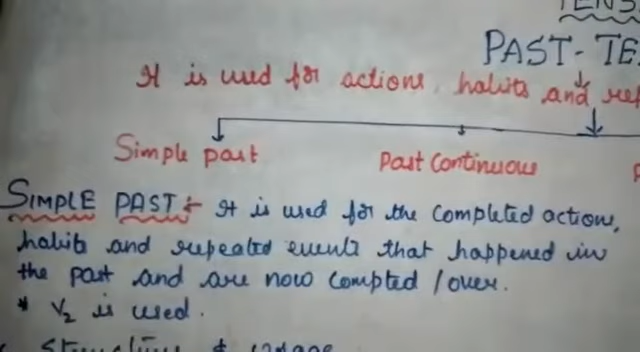 PAST-TE
It is used for actions, habits and re
Simple past Past Continuous
SIMPLE PAST :- It is used for the completed action,
habits and repeated events that happened in
the past and are now compted / over.
* V2 is used.